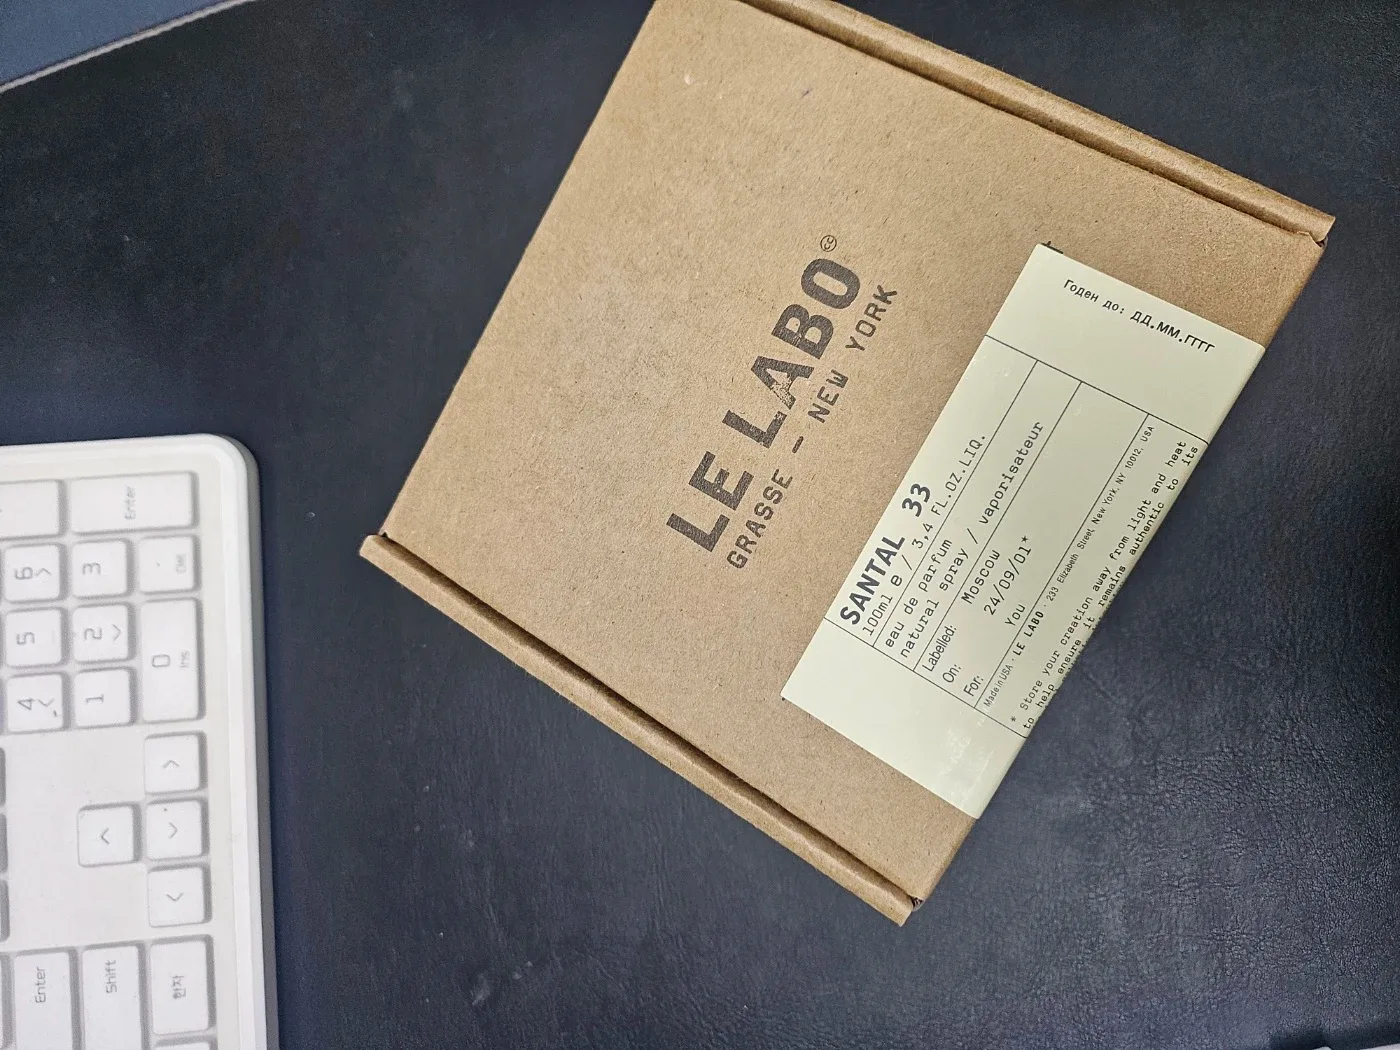 LE LABO
GRASSE — NEW YORK
Годен до: ДД.ММ.ГГГГ
SANTAL 33
100ml e / 3,4 FL.OZ.LIQ.
eau de parfum
natural spray / vaporisateur
Labelled: Moscow
On: 24/09/01*
For: You
Made in USA · LE LABO · 233 Elizabeth Street, New York, NY 10012, USA
* Store your creation away from light and heat
to help ensure it remains authentic to its
Enter
6 >
3
. Del
5
2
0 Ins
4 <
1
Enter
Shift
한자